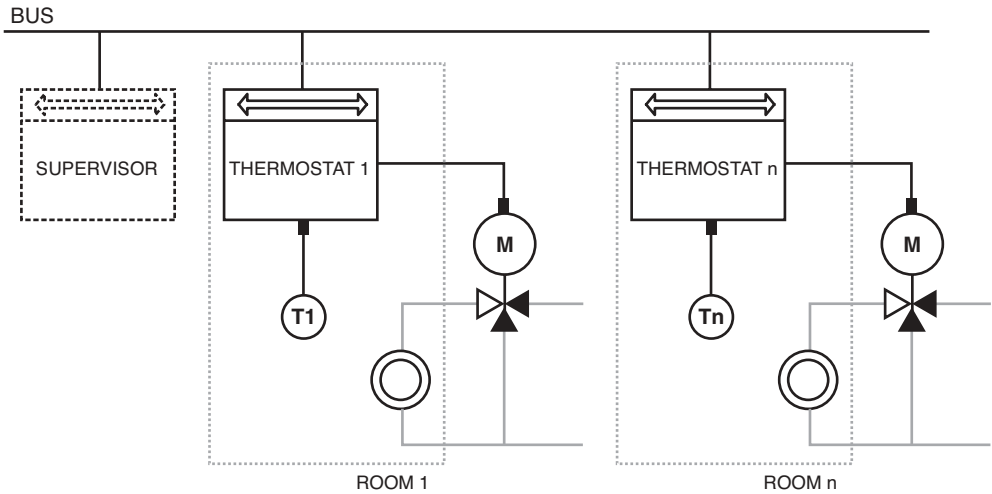 BUS
SUPERVISOR
THERMOSTAT 1
THERMOSTAT n
M
M
T1
Tn
ROOM 1
ROOM n